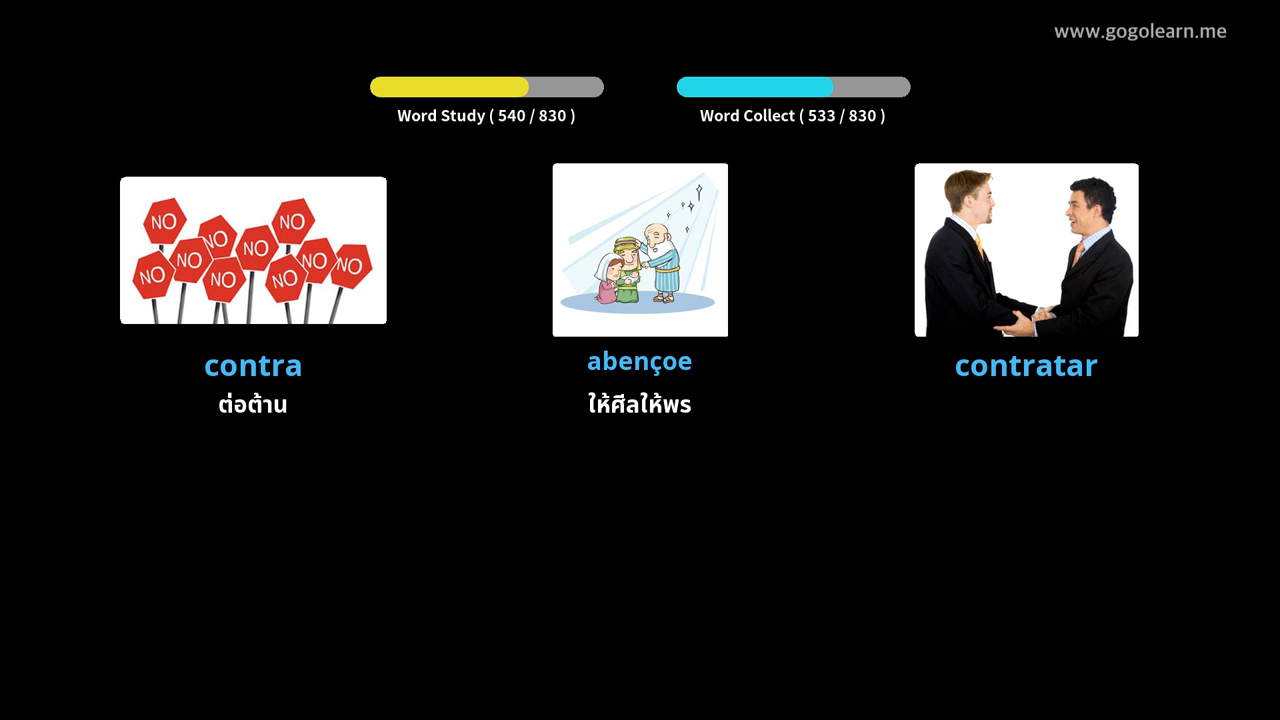 www.gogolearn.me
Word Study ( 540 / 830 )
Word Collect ( 533 / 830 )
NO
NO
NO
NO
NO
NO
NO
NO
NO
NO
contra
ต่อต้าน
abençoe
ให้ศีลให้พร
contratar